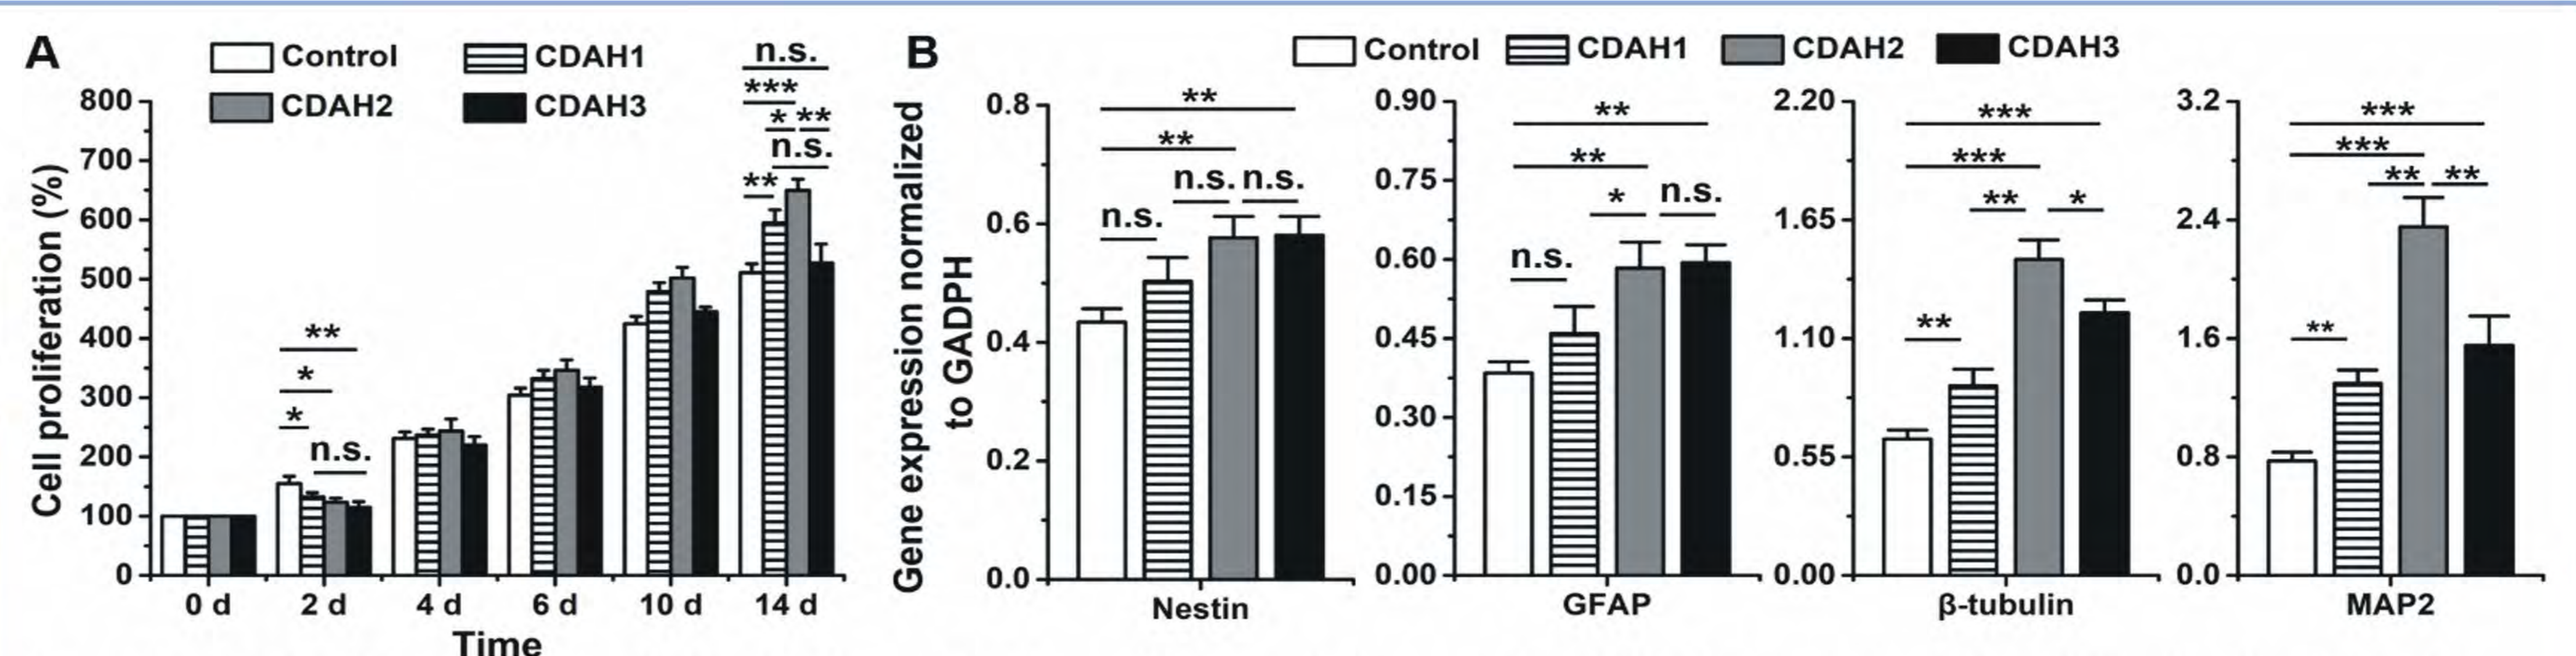 A
Control
CDAH1
CDAH2
CDAH3
Cell proliferation (%)
800
700
600
500
400
300
200
100
0
**
*
*
n.s.
n.s.
***
* **
n.s.
**
0 d 2 d 4 d 6 d 10 d 14 d
Time
B
Control CDAH1 CDAH2 CDAH3
Gene expression normalized
to GADPH
0.8
0.6
0.4
0.2
0.0
**
**
n.s. n.s.
n.s.
Nestin
0.90
0.75
0.60
0.45
0.30
0.15
0.00
**
**
* n.s.
n.s.
GFAP
2.20
1.65
1.10
0.55
0.00
***
***
** *
**
β-tubulin
3.2
2.4
1.6
0.8
0.0
***
***
** **
**
MAP2